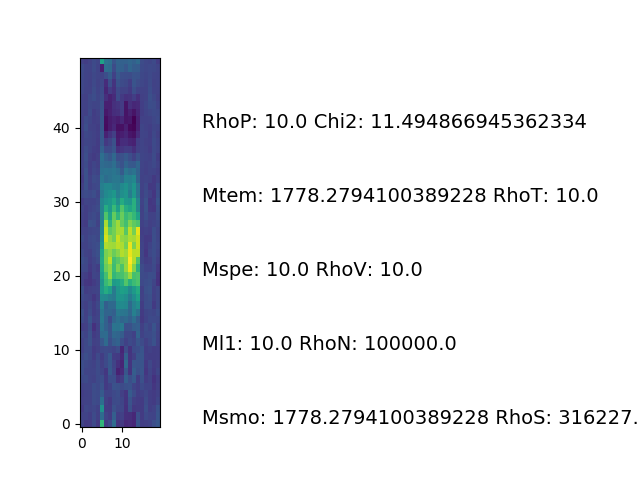 RhoP: 10.0 Chi2: 11.494866945362334
40
Mtem: 1778.2794100389228 RhoT: 10.0
30
Mspe: 10.0 RhoV: 10.0
20
Ml1: 10.0 RhoN: 100000.0
10
Msmo: 1778.2794100389228 RhoS: 316227.
0
0 10